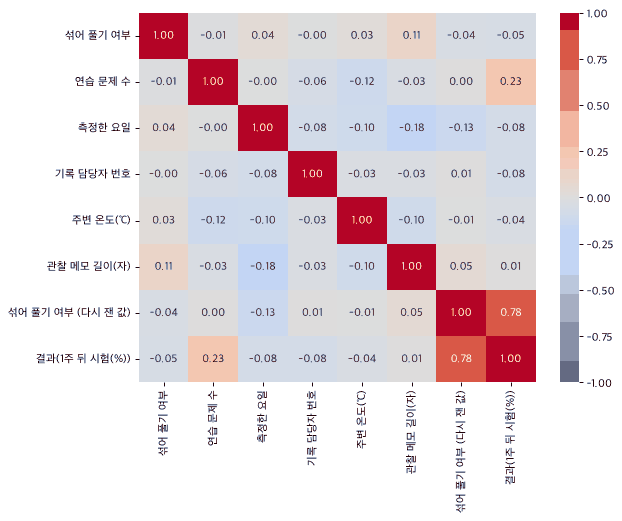 섞어 풀기 여부 1.00 -0.01 0.04 -0.00 0.03 0.11 -0.04 -0.05
연습 문제 수 -0.01 1.00 -0.00 -0.06 -0.12 -0.03 0.00 0.23
측정한 요일 0.04 -0.00 1.00 -0.08 -0.10 -0.18 -0.13 -0.08
기록 담당자 번호 -0.00 -0.06 -0.08 1.00 -0.03 -0.03 0.01 -0.08
주변 온도(℃) 0.03 -0.12 -0.10 -0.03 1.00 -0.10 -0.01 -0.04
관찰 메모 길이(자) 0.11 -0.03 -0.18 -0.03 -0.10 1.00 0.05 0.01
섞어 풀기 여부 (다시 잰 값) -0.04 0.00 -0.13 0.01 -0.01 0.05 1.00 0.78
결과(1주 뒤 시험(%)) -0.05 0.23 -0.08 -0.08 -0.04 0.01 0.78 1.00
섞어 풀기 여부
연습 문제 수
측정한 요일
기록 담당자 번호
주변 온도(℃)
관찰 메모 길이(자)
섞어 풀기 여부 (다시 잰 값)
결과(1주 뒤 시험(%))
1.00
0.75
0.50
0.25
0.00
-0.25
-0.50
-0.75
-1.00